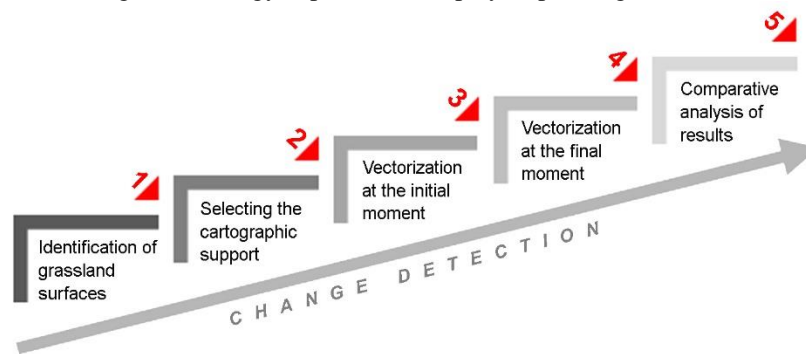 1
Identification of
grassland
surfaces
2
Selecting the
cartographic
support
3
Vectorization
at the initial
moment
4
Vectorization
at the final
moment
5
Comparative
analysis of
results
CHANGE DETECTION